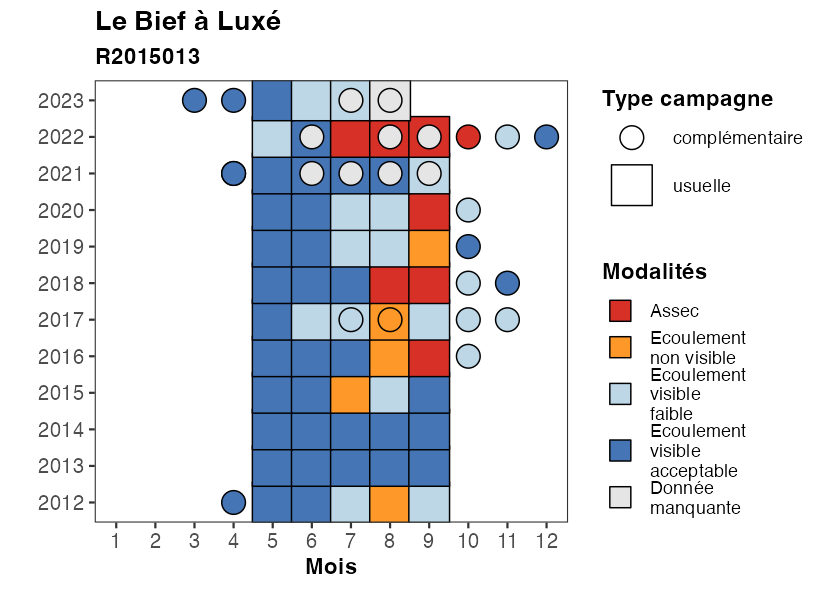 Le Bief à Luxé
R2015013
2023
2022
2021
2020
2019
2018
2017
2016
2015
2014
2013
2012
1 2 3 4 5 6 7 8 9 10 11 12
Mois
Type campagne
complémentaire
usuelle
Modalités
Assec
Ecoulement
non visible
Ecoulement
visible
faible
Ecoulement
visible
acceptable
Donnée
manquante